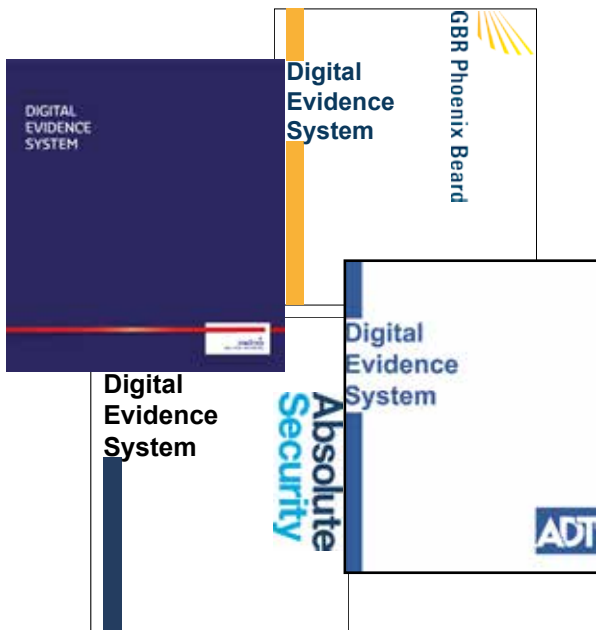 DIGITAL
EVIDENCE
SYSTEM
Digital
Evidence
System
GBR Phoenix Beard
Digital
Evidence
System
Absolute
Security
Digital
Evidence
System
ADT